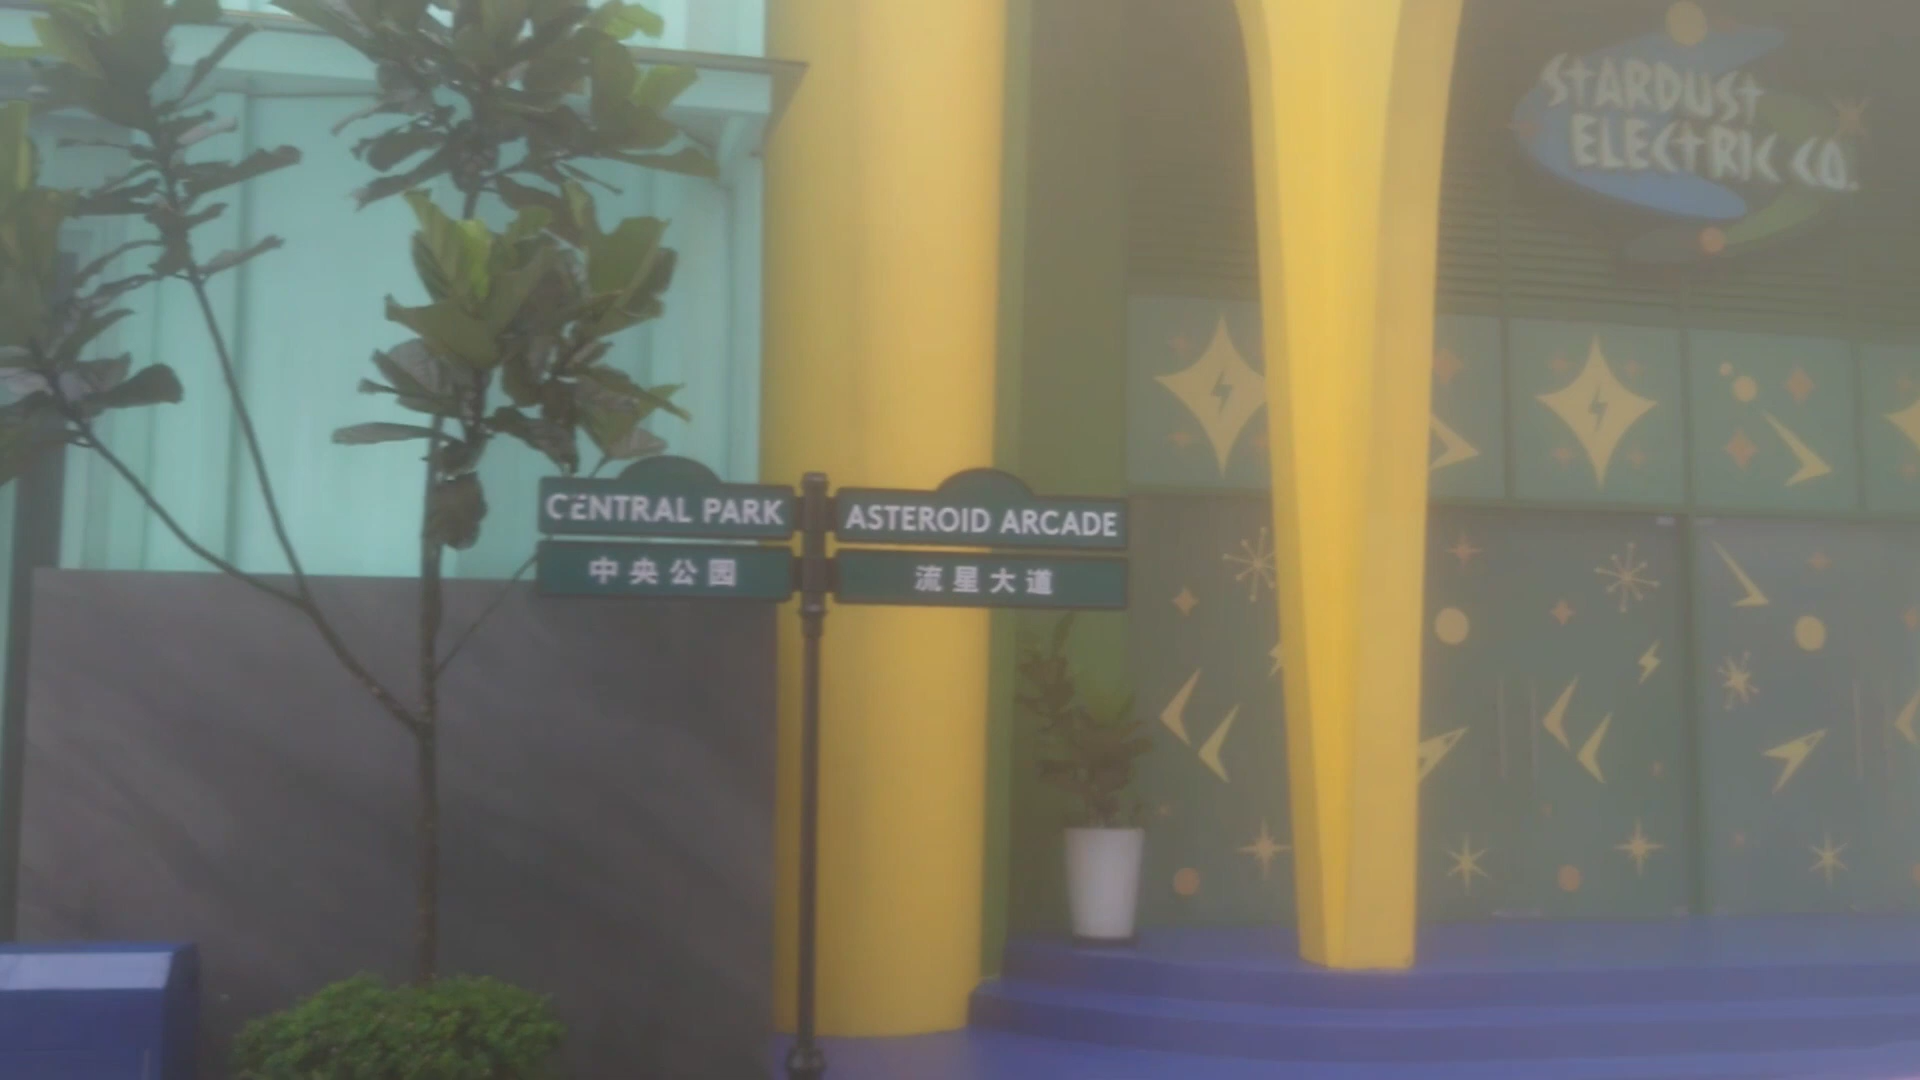 STARDUST
ELECTRIC CO.
CENTRAL PARK
中央公园
ASTEROID ARCADE
流星大道